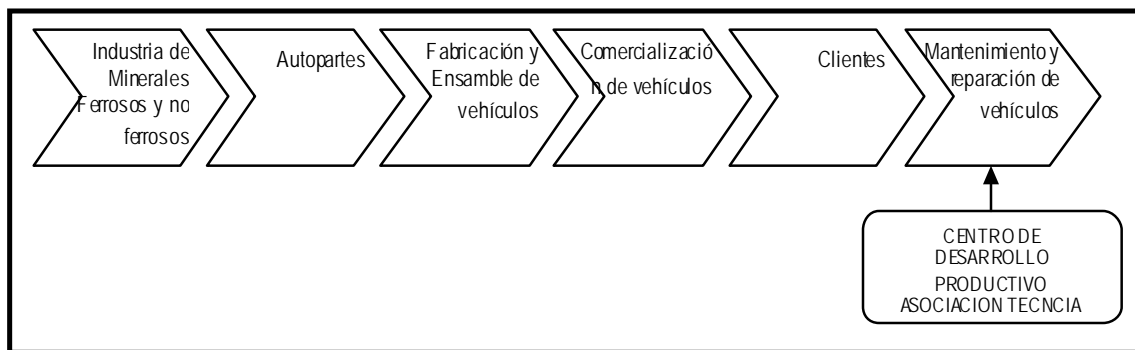 Industria de
Minerales
Ferrosos y no
ferrosos
Autopartes
Fabricación y
Ensamble de
vehículos
Comercializació
n de vehículos
Clientes
Mantenimiento y
reparación de
vehículos
CENTRO DE
DESARROLLO
PRODUCTIVO
ASOCIACION TECNCIA